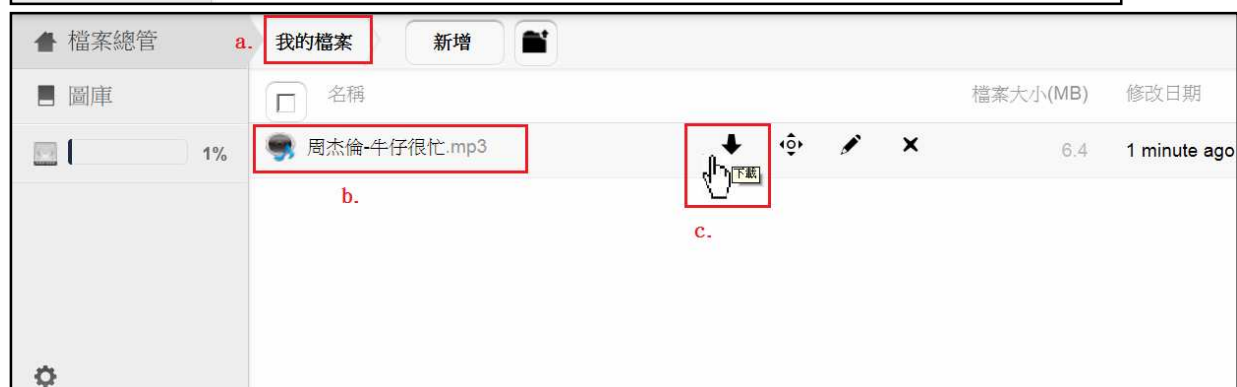 檔案總管 a. 我的檔案 新增
圖庫 名稱 檔案大小(MB) 修改日期
1% 周杰倫-牛仔很忙.mp3 6.4 1 minute ago
下載
b.
c.